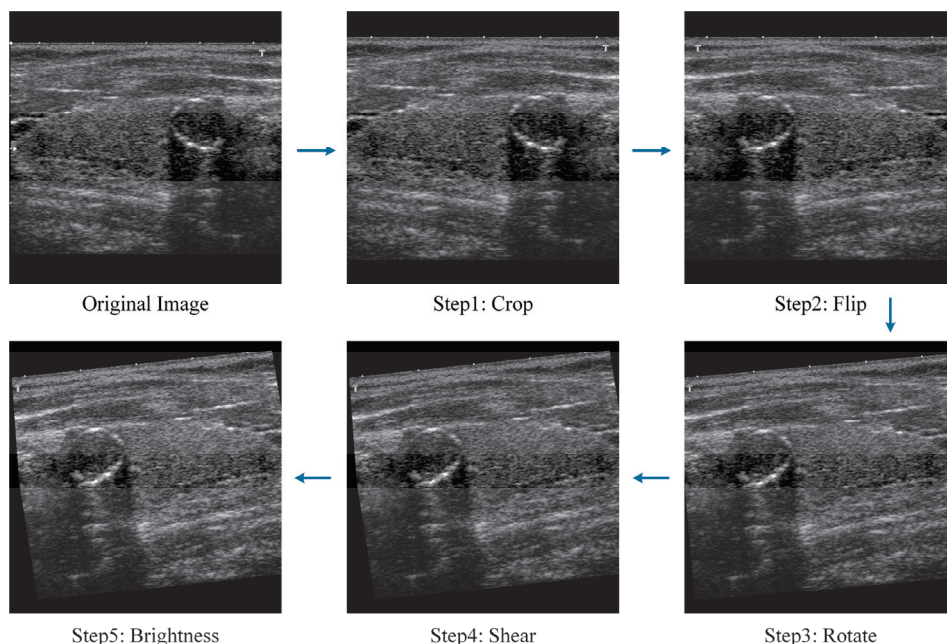 T
T
T
Original Image
Step1: Crop
Step2: Flip
T
T
T
Step5: Brightness
Step4: Shear
Step3: Rotate